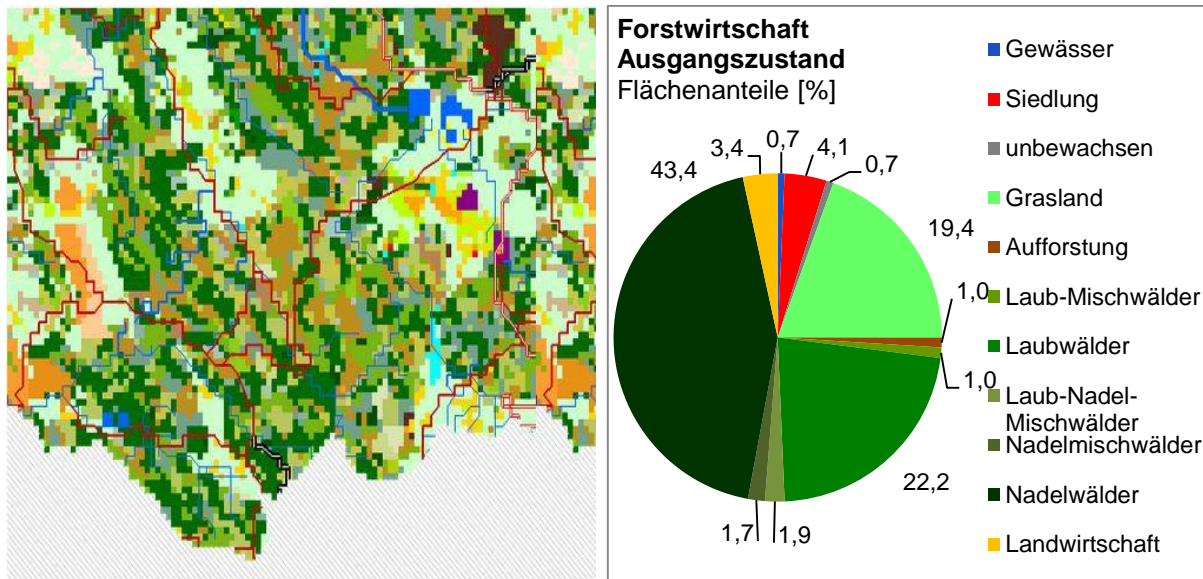 Forstwirtschaft
Ausgangszustand
Flächenanteile [%]
43,4
3,4
0,7
4,1
0,7
19,4
1,0
1,0
22,2
1,9
1,7
Gewässer
Siedlung
unbewachsen
Grasland
Aufforstung
Laub-Mischwälder
Laubwälder
Laub-Nadel-
Mischwälder
Nadelmischwälder
Nadelwälder
Landwirtschaft